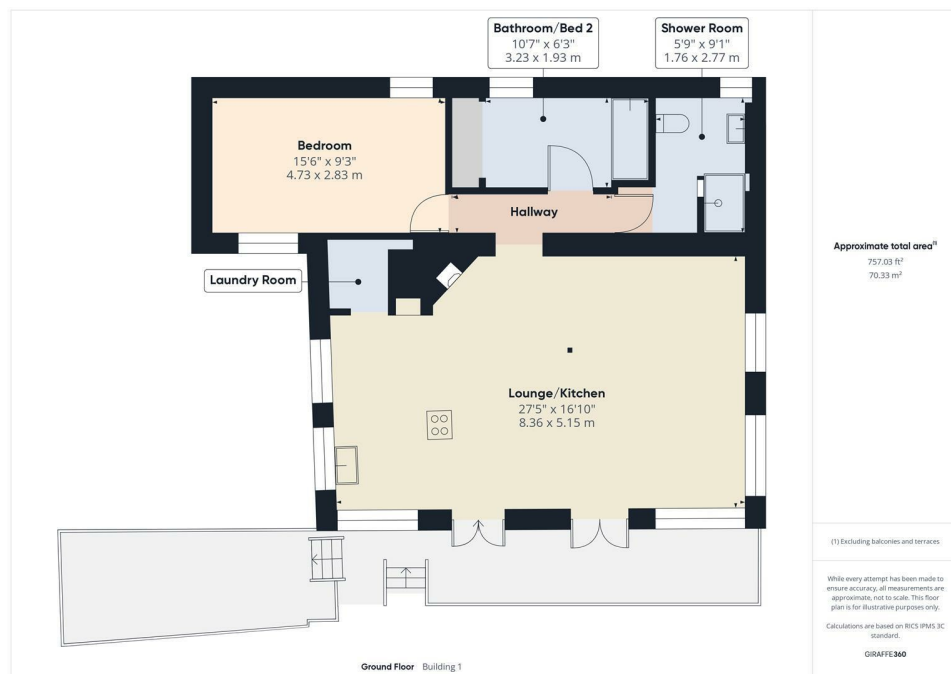 Bathroom/Bed 2
10'7" x 6'3"
3.23 x 1.93 m
Shower Room
5'9" x 9'1"
1.76 x 2.77 m
Bedroom
15'6" x 9'3"
4.73 x 2.83 m
Hallway
Laundry Room
Lounge/Kitchen
27'5" x 16'10"
8.36 x 5.15 m
Ground Floor Building 1
Approximate total area⁽¹⁾
757.03 ft²
70.33 m²
(1) Excluding balconies and terraces
While every attempt has been made to
ensure accuracy, all measurements are
approximate, not to scale. This floor
plan is for illustrative purposes only.
Calculations are based on RICS IPMS 3C
standard.
GIRAFFE360